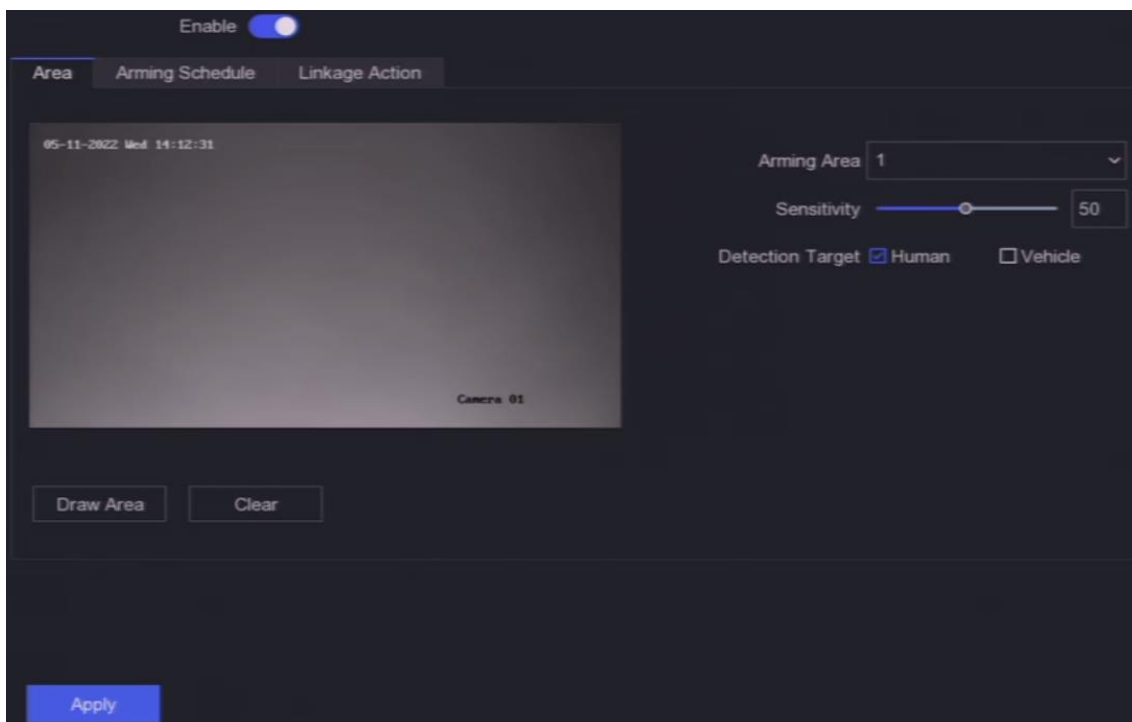 Enable
Area Arming Schedule Linkage Action
05-11-2022 Wed 14:12:31
Arming Area 1
Sensitivity 50
Detection Target Human Vehicle
Camera 01
Draw Area Clear
Apply